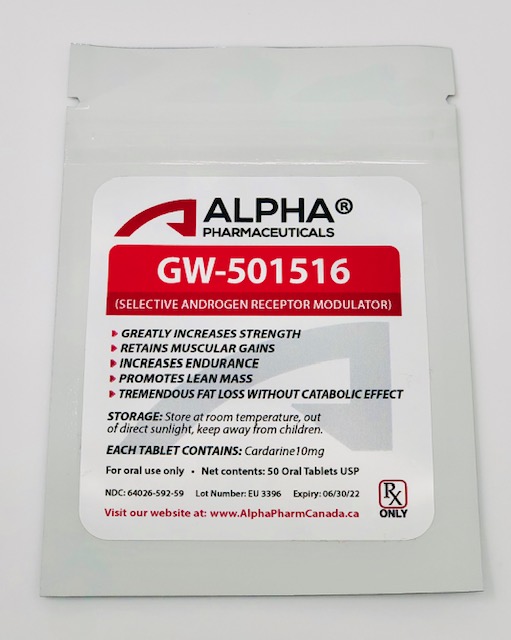 ALPHA®
PHARMACEUTICALS
GW-501516
(SELECTIVE ANDROGEN RECEPTOR MODULATOR)
GREATLY INCREASES STRENGTH
RETAINS MUSCULAR GAINS
INCREASES ENDURANCE
PROMOTES LEAN MASS
TREMENDOUS FAT LOSS WITHOUT CATABOLIC EFFECT
STORAGE: Store at room temperature, out
of direct sunlight, keep away from children.
EACH TABLET CONTAINS: Cardarine10mg
For oral use only • Net contents: 50 Oral Tablets USP
NDC: 64026-592-59 Lot Number: EU 3396 Expiry: 06/30/22
Visit our website at: www.AlphaPharmCanada.ca
Rx
ONLY